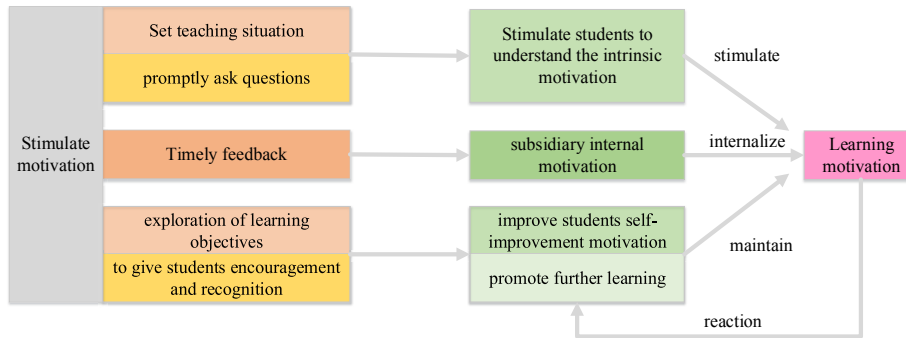 Stimulate
motivation
Set teaching situation
promptly ask questions
Timely feedback
exploration of learning
objectives
to give students encouragement
and recognition
Stimulate students to
understand the intrinsic
motivation
subsidiary internal
motivation
improve students self-
improvement motivation
promote further learning
stimulate
internalize
maintain
reaction
Learning
motivation